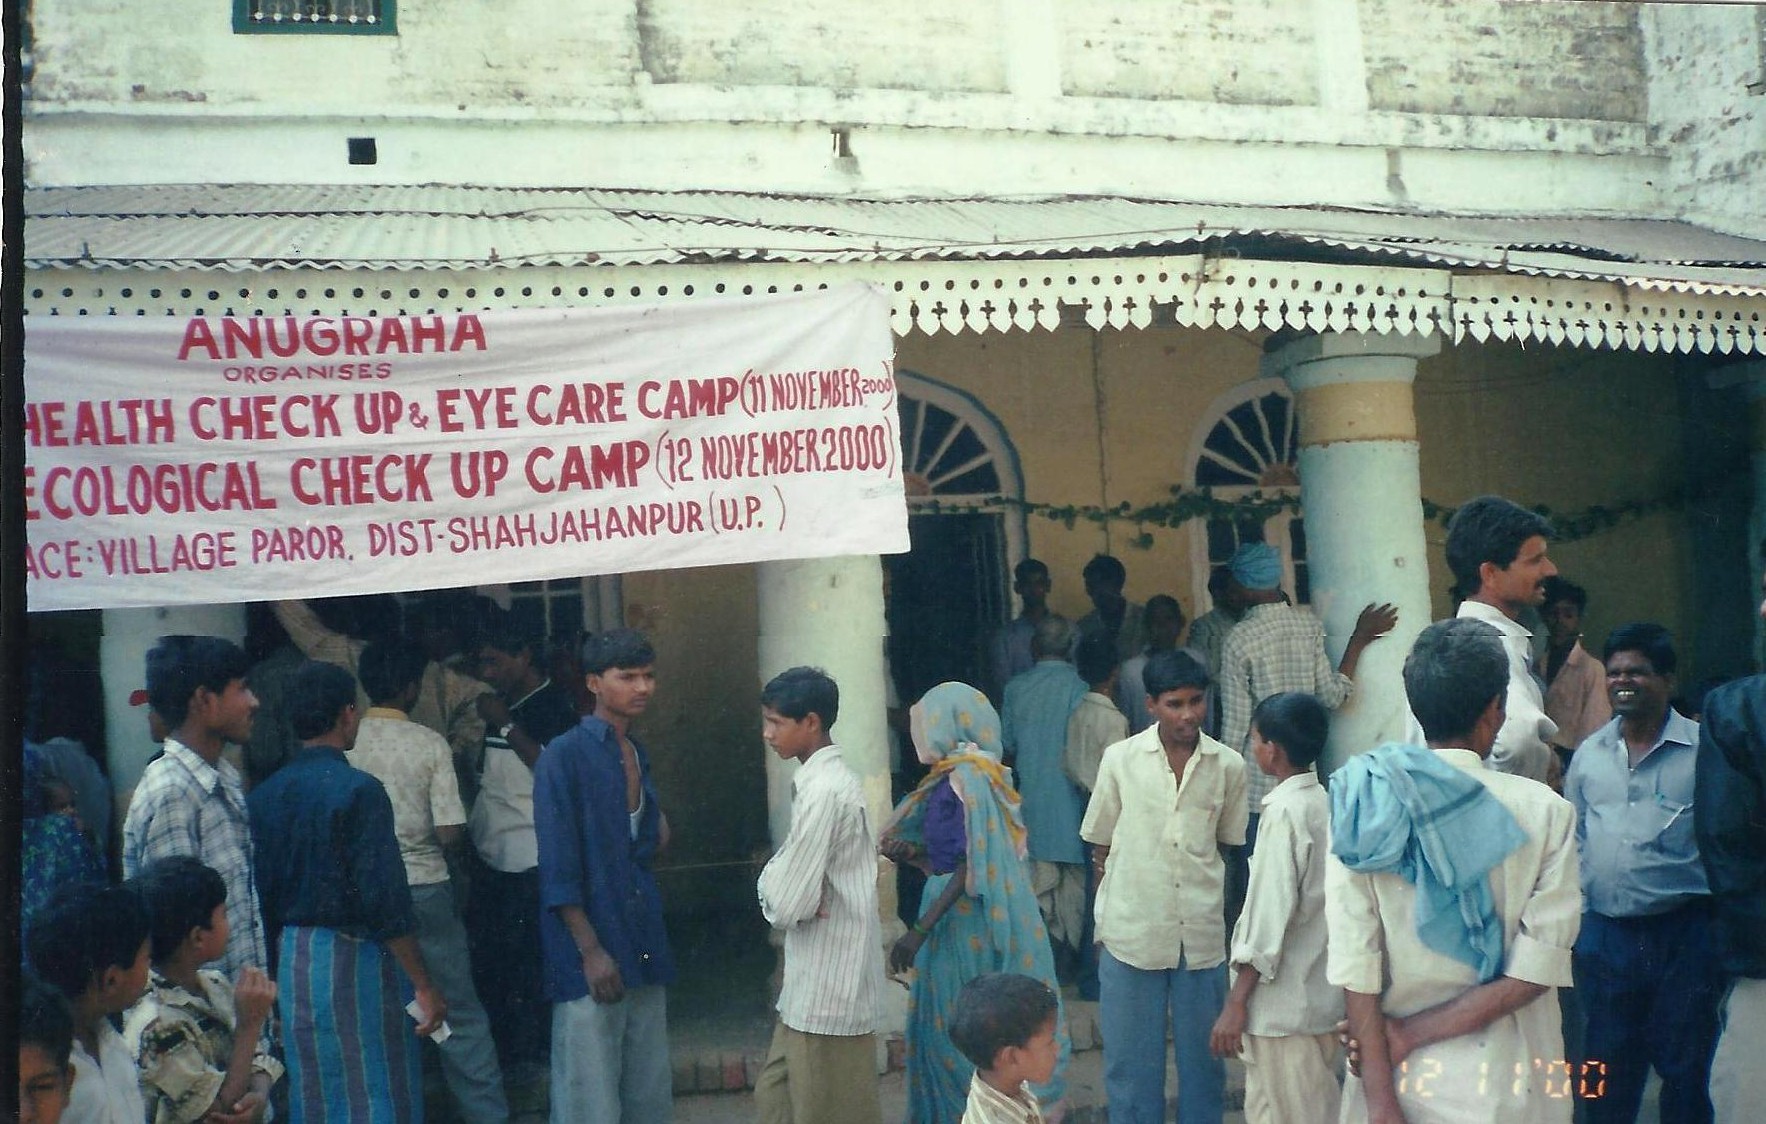 ANUGRAHA
ORGANISES
HEALTH CHECK UP & EYE CARE CAMP (11 NOVEMBER 2000)
ECOLOGICAL CHECK UP CAMP (12 NOVEMBER 2000)
ACE: VILLAGE PAROR. DIST-SHAHJAHANPUR (U.P. )
12 11 '00